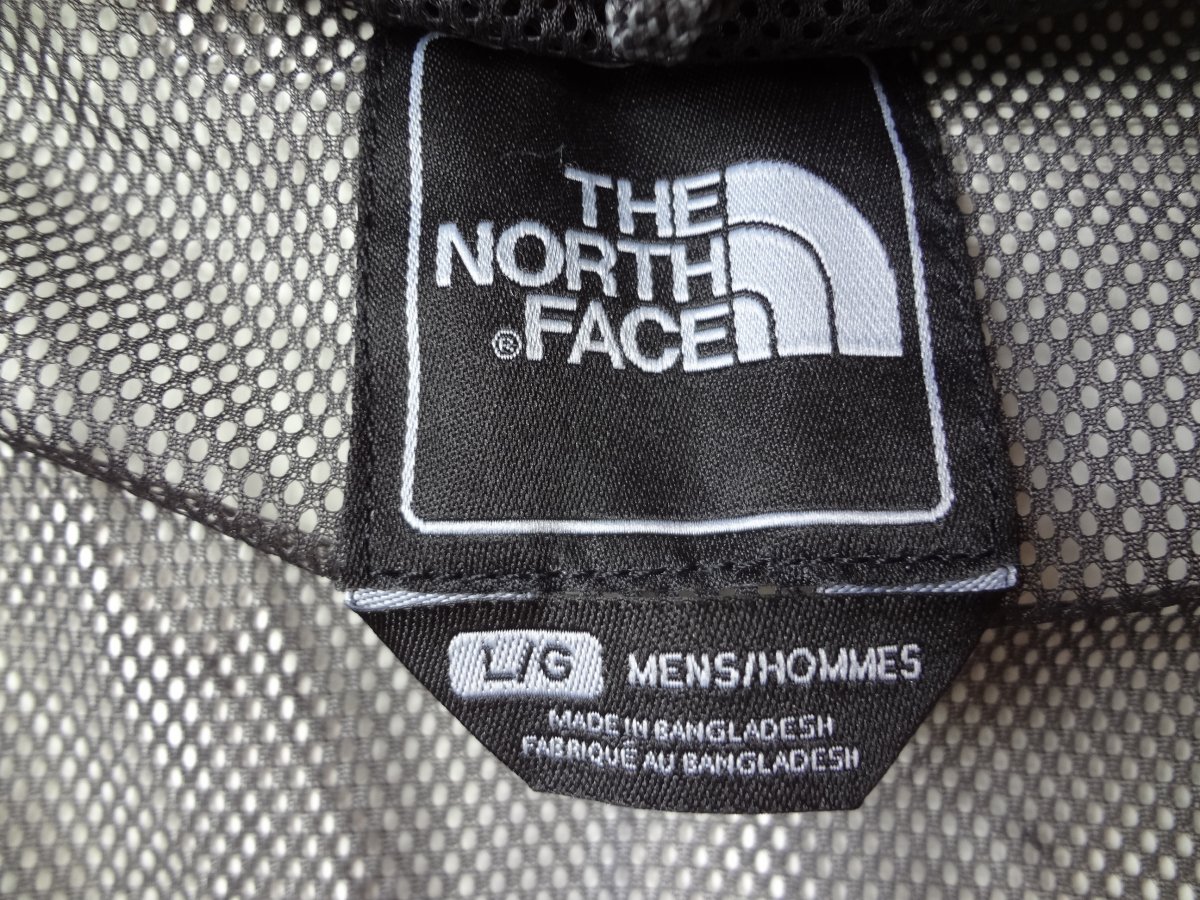 THE
NORTH
®FACE
L/G MENS/HOMMES
MADE IN BANGLADESH
FABRIQUÉ AU BANGLADESH